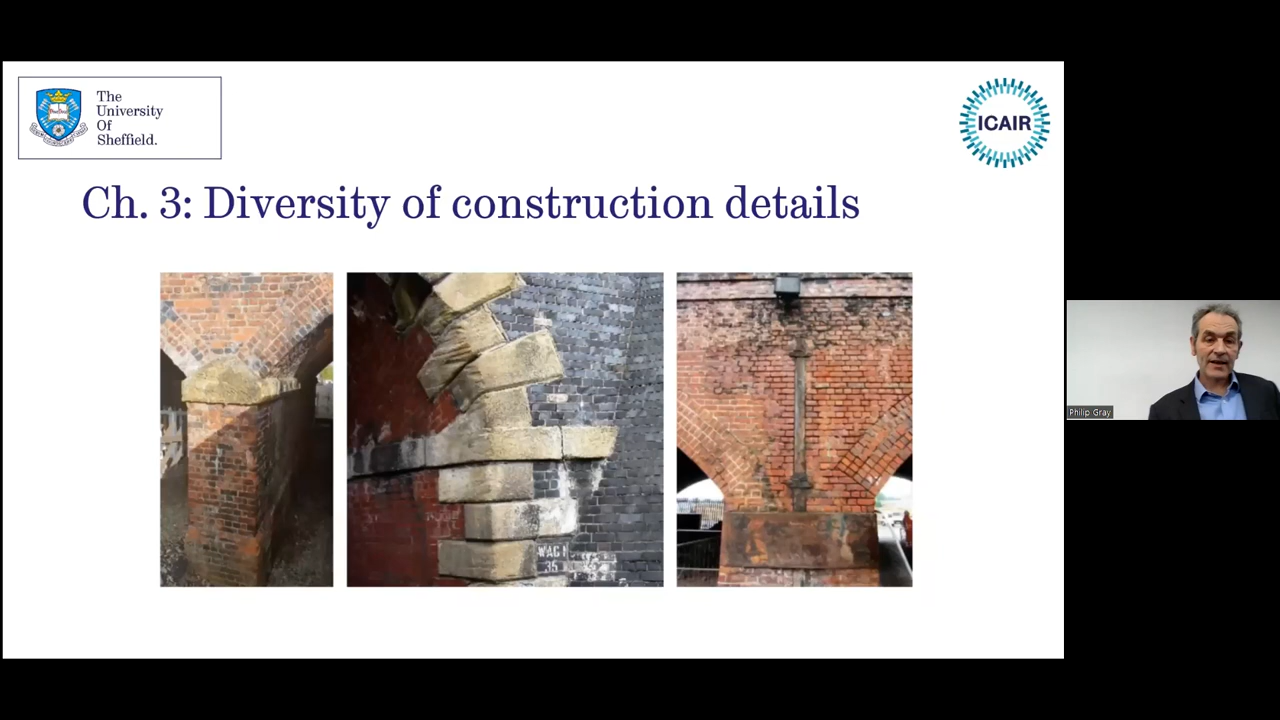 The
University
Of
Sheffield.
ICAIR
Ch. 3: Diversity of construction details
WAG
35
Philip Gray